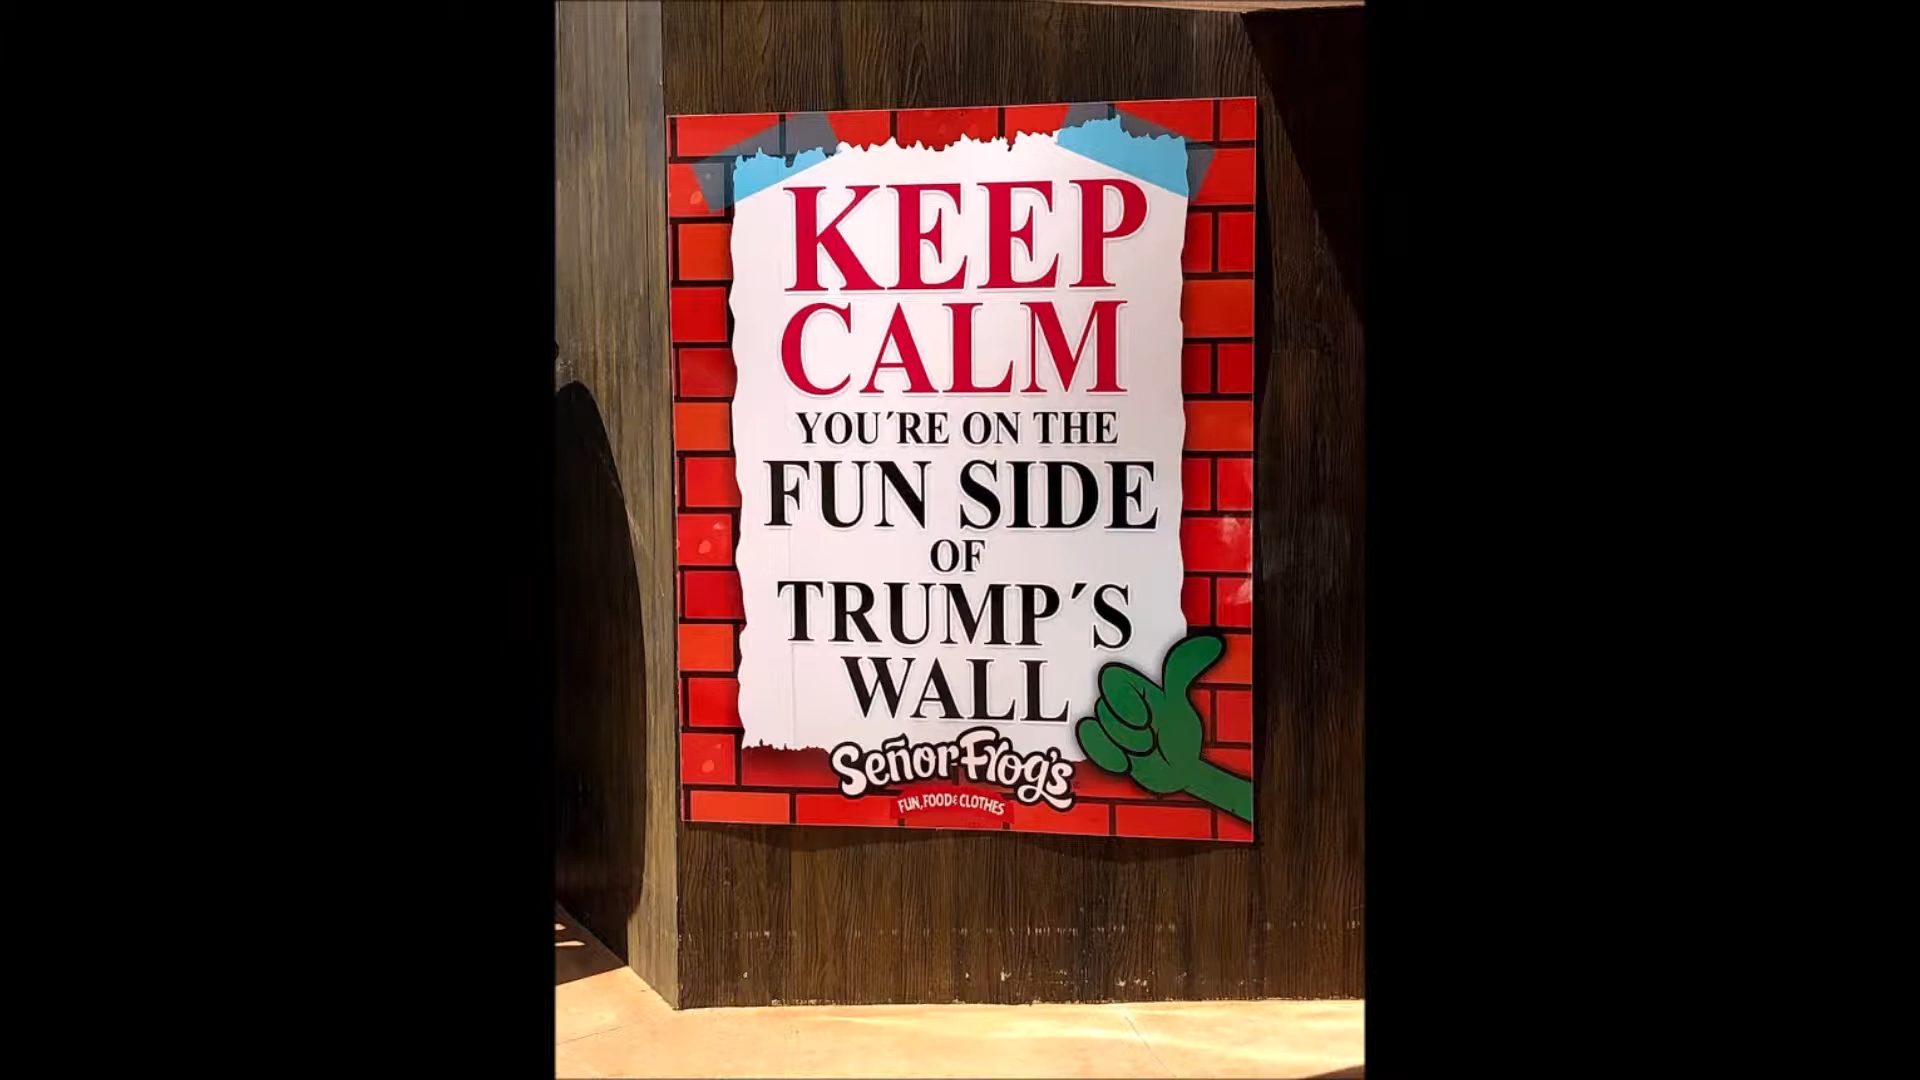 KEEP
CALM
YOU´RE ON THE
FUN SIDE
OF
TRUMP´S
WALL
Señor Frog's
FUN, FOOD & CLOTHES